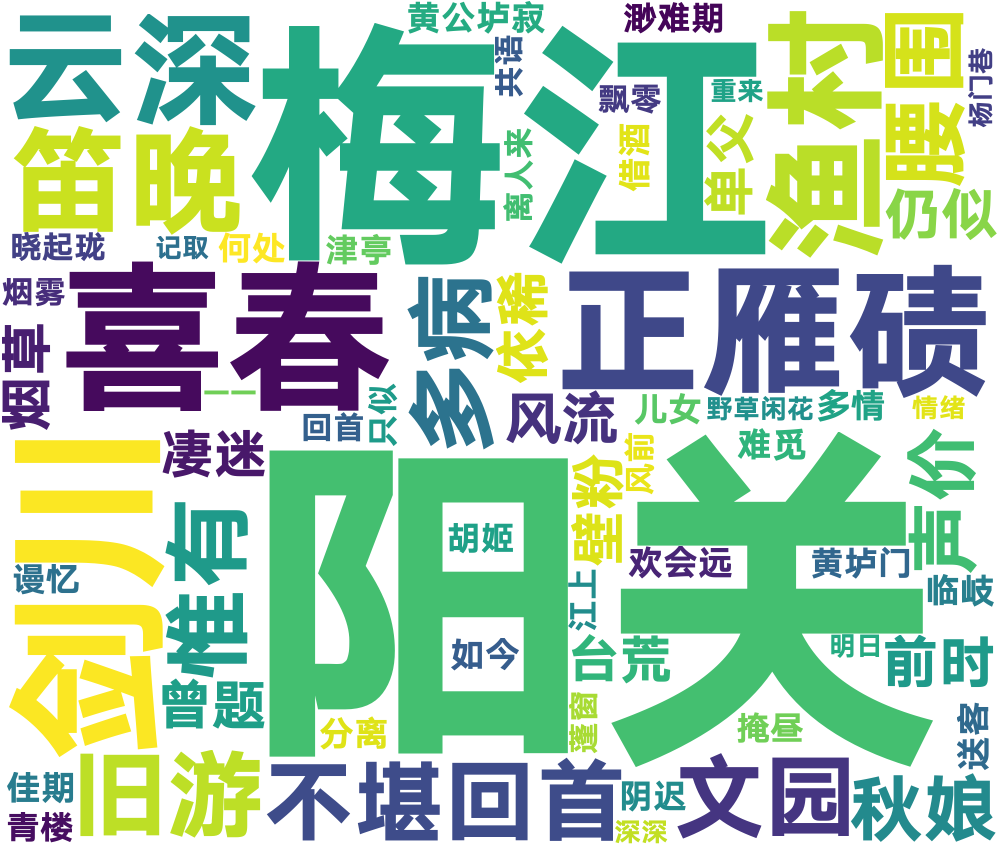 黄公垆寂
渺难期
云深
梅江
共语
飘零
重来
渔村
腰围
杨门巷
笛晚
离人来
借酒
单父
仍似
晓起珑
记取
何处
津亭
烟雾
喜春
多病
依稀
正雁碛
烟草
一一
回首
只似
风流
儿女
野草闲花
多情
情绪
凄迷
阳关
风前
难觅
声价
剑川
惟有
壁粉
胡姬
欢会远
黄垆门
谩忆
江上
临岐
如今
台荒
明日
前时
曾题
分离
蓬窗
掩昼
送客
佳期
旧游
不堪回首
阴迟
文园
秋娘
青楼
深深